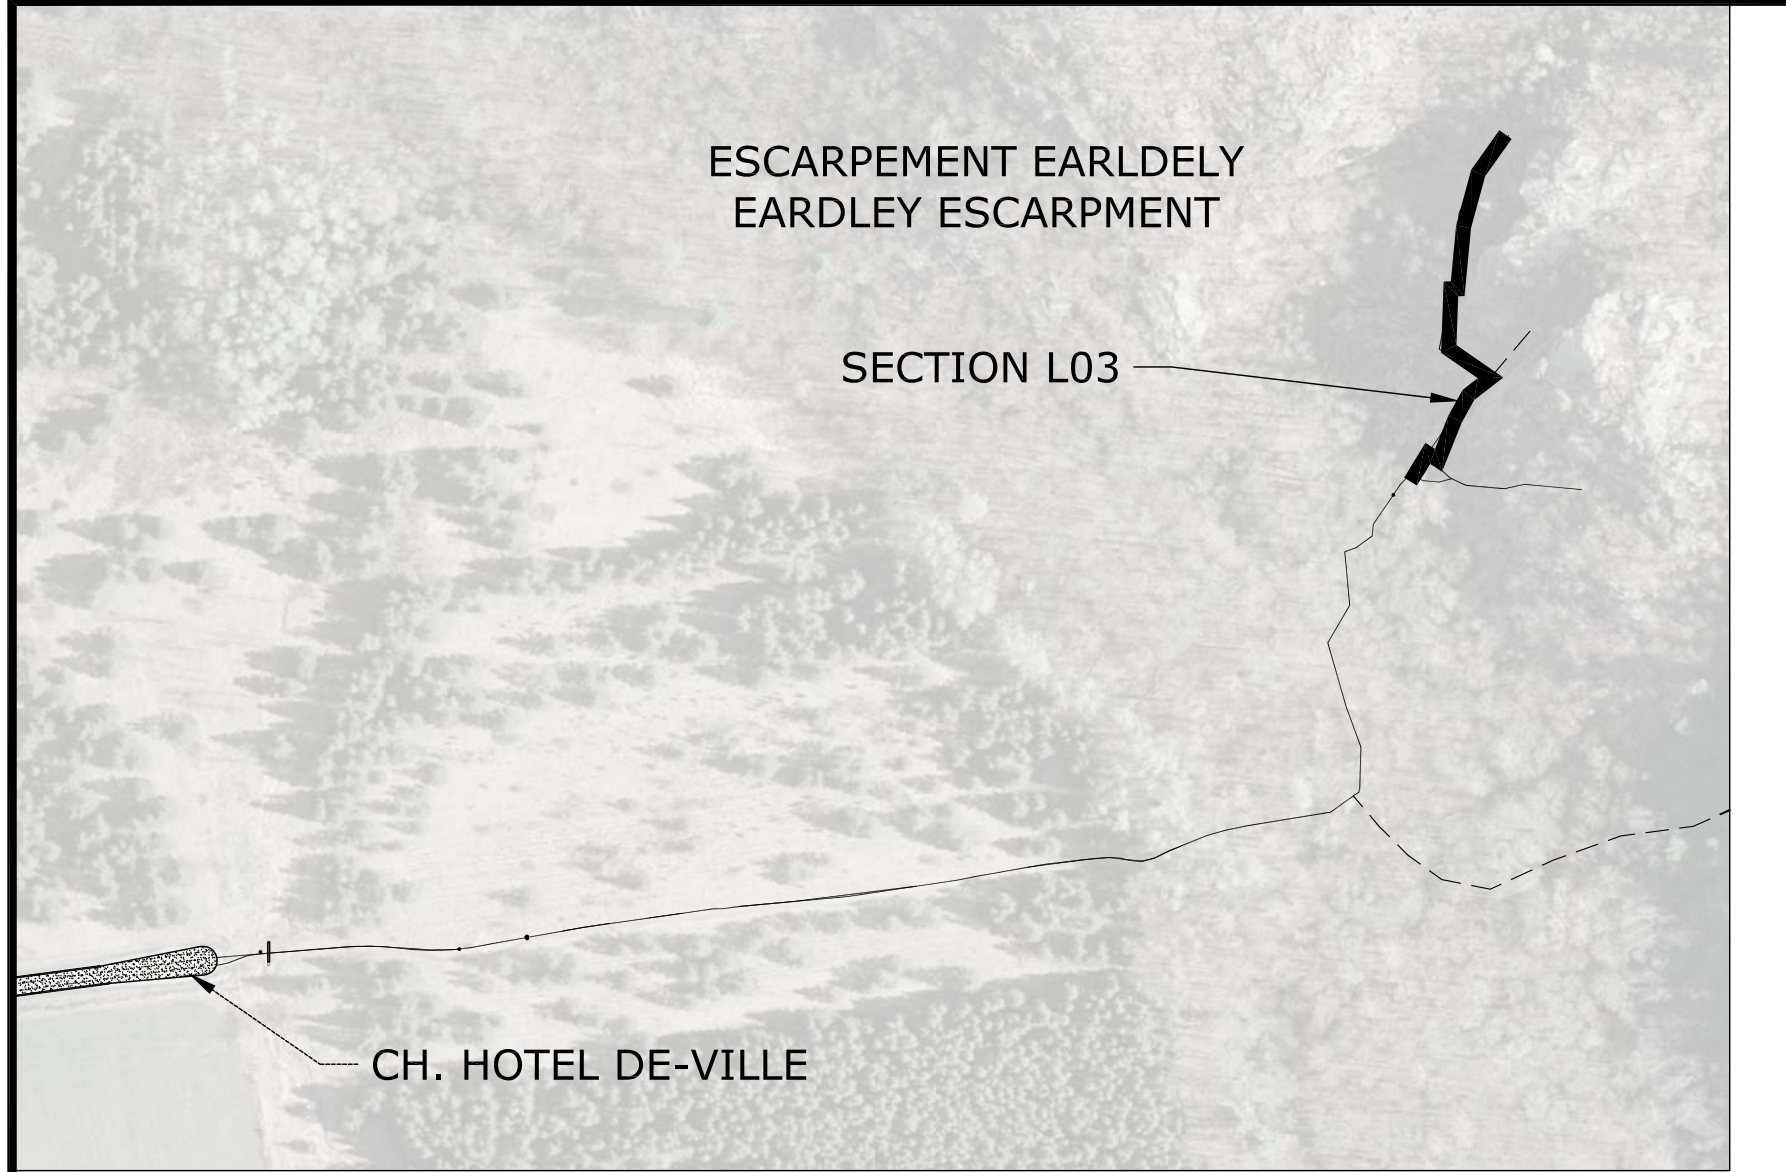 ESCARPEMENT EARLDELY
EARDLEY ESCARPMENT
SECTION L03
CH. HOTEL DE-VILLE